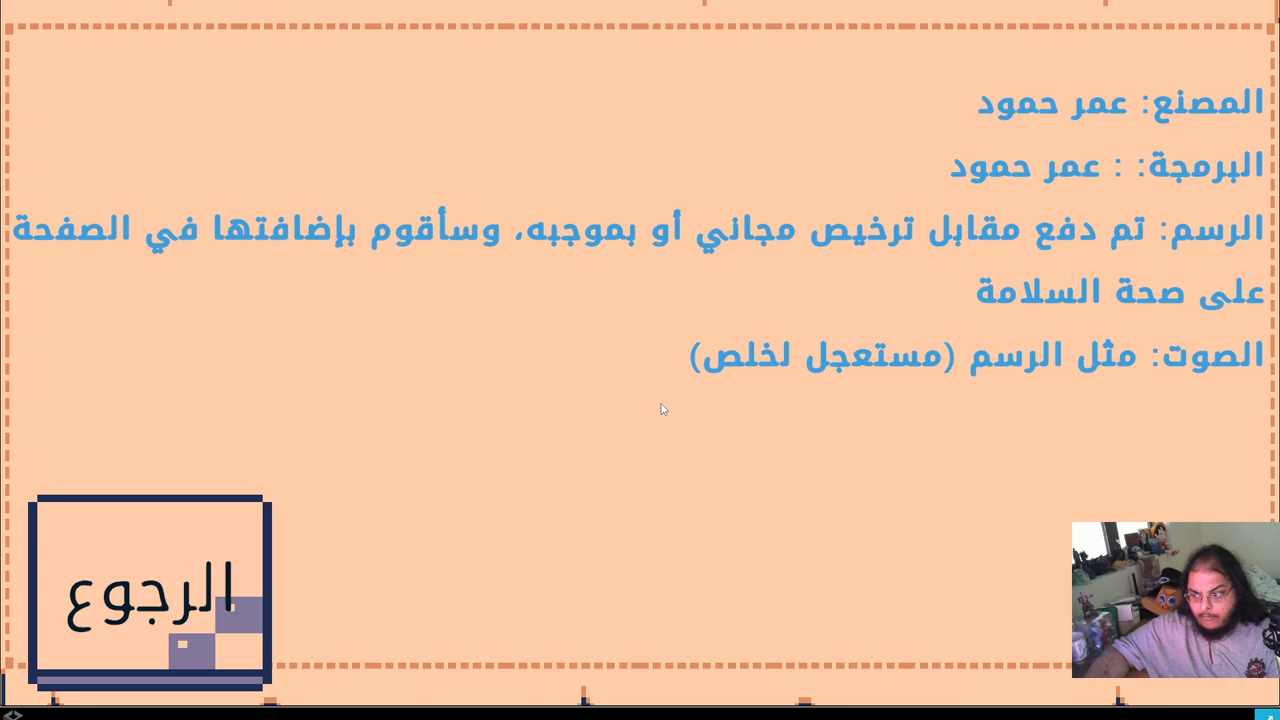 المصنع: عمر حمود
البرمجة: : عمر حمود
الرسم: تم دفع مقابل ترخيص مجاني أو بموجبه، وسأقوم بإضافتها في الصفحة
على صحة السلامة
الصوت: مثل الرسم (مستعجل لخلص)
الرجوع